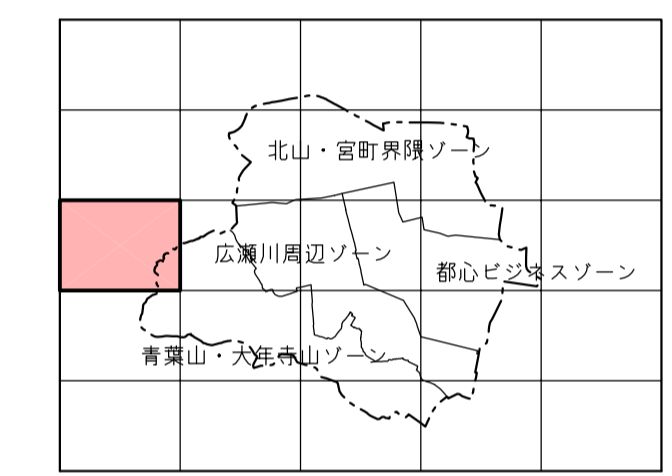 北山・宮町界隈ゾーン
広瀬川周辺ゾーン
都心ビジネスゾーン
青葉山・大年寺山ゾーン